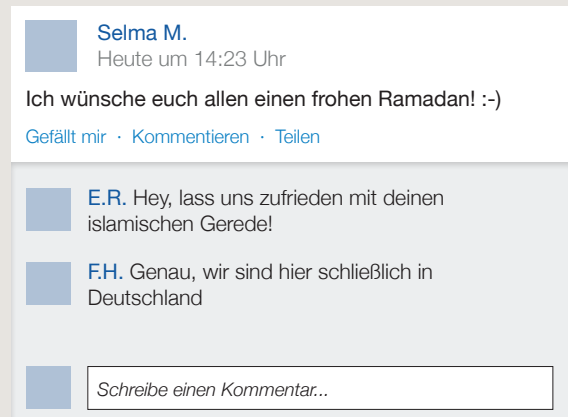 Selma M.
Heute um 14:23 Uhr
Ich wünsche euch allen einen frohen Ramadan! :-)
Gefällt mir · Kommentieren · Teilen
E.R. Hey, lass uns zufrieden mit deinen
islamischen Gerede!
F.H. Genau, wir sind hier schließlich in
Deutschland
Schreibe einen Kommentar...